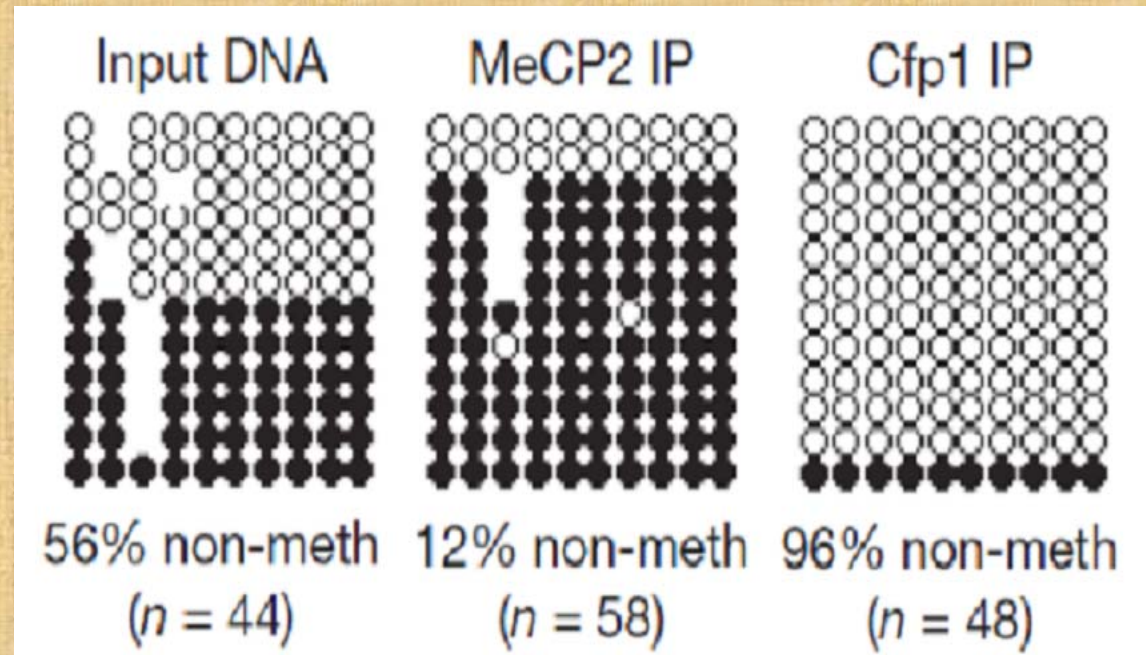 Input DNA MeCP2 IP Cfp1 IP
56% non-meth 12% non-meth 96% non-meth
(n = 44) (n = 58) (n = 48)